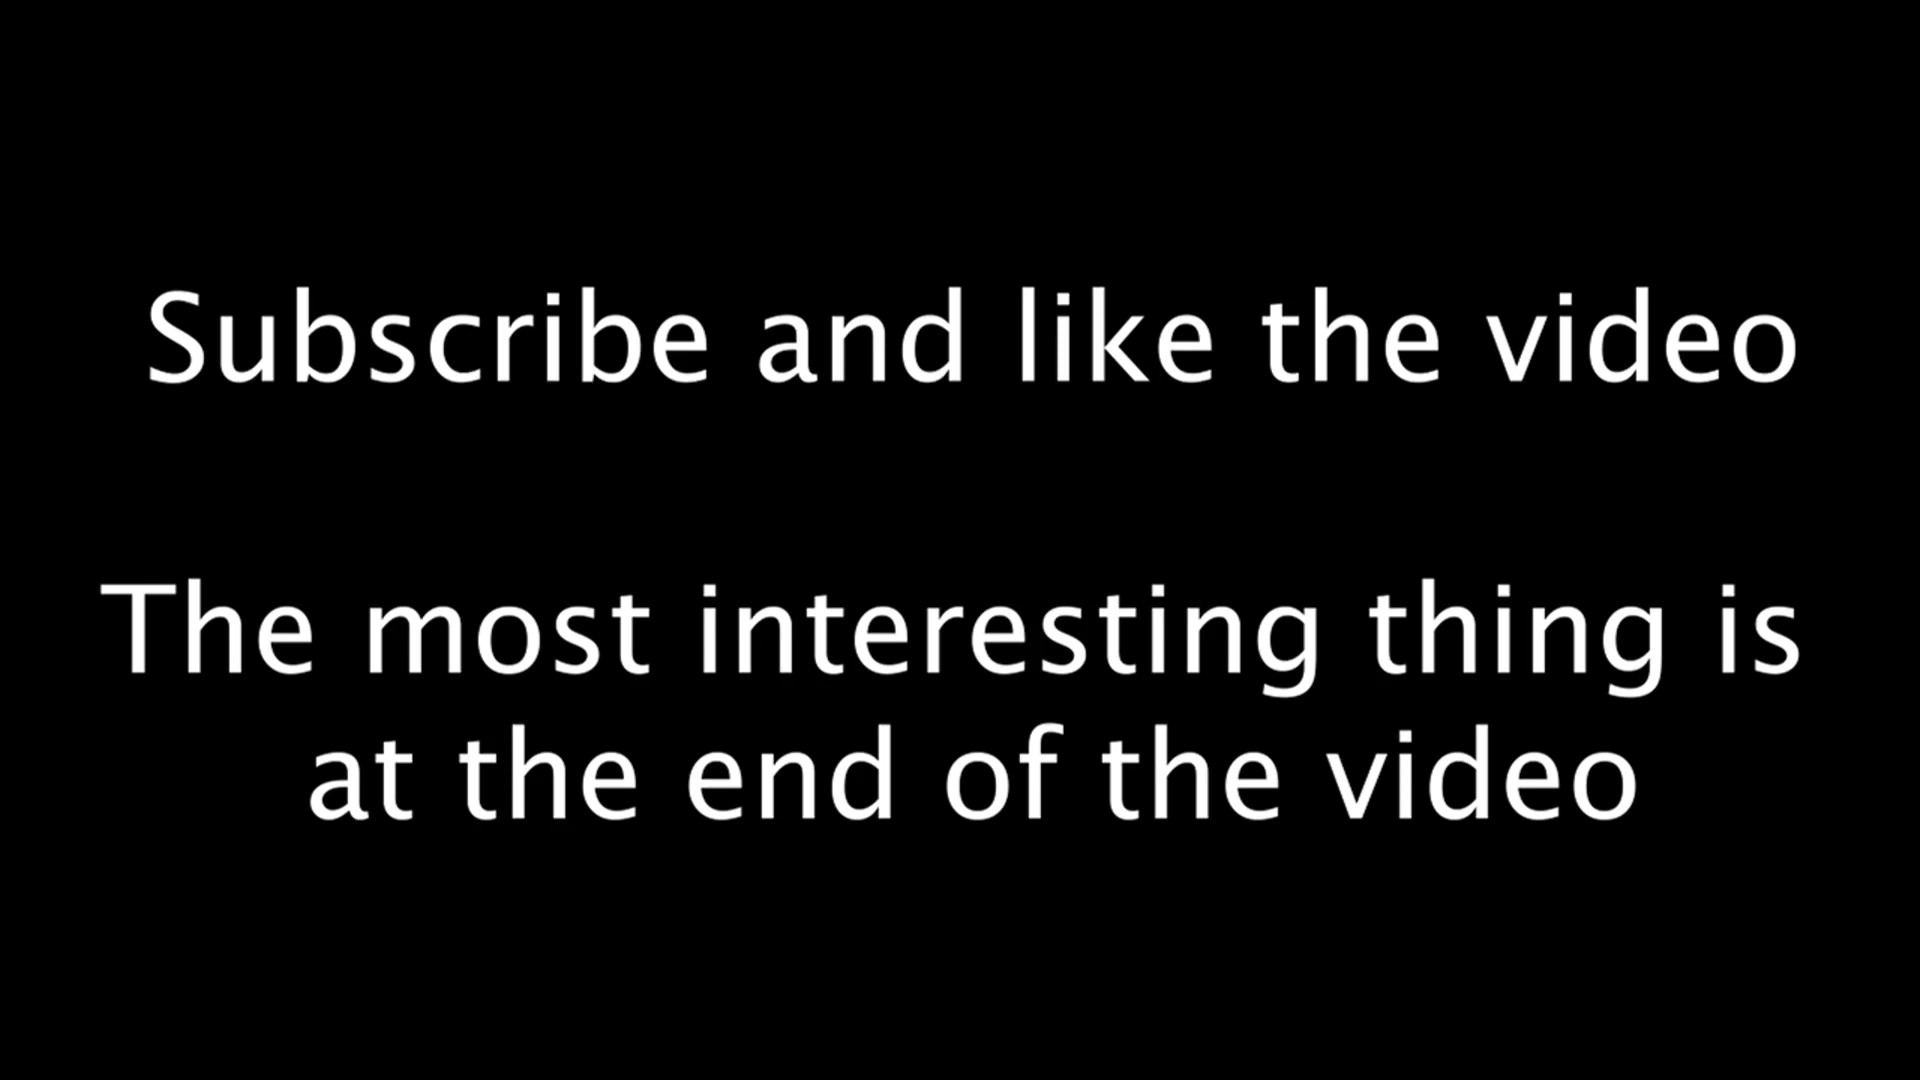 Subscribe and like the video
The most interesting thing is
at the end of the video